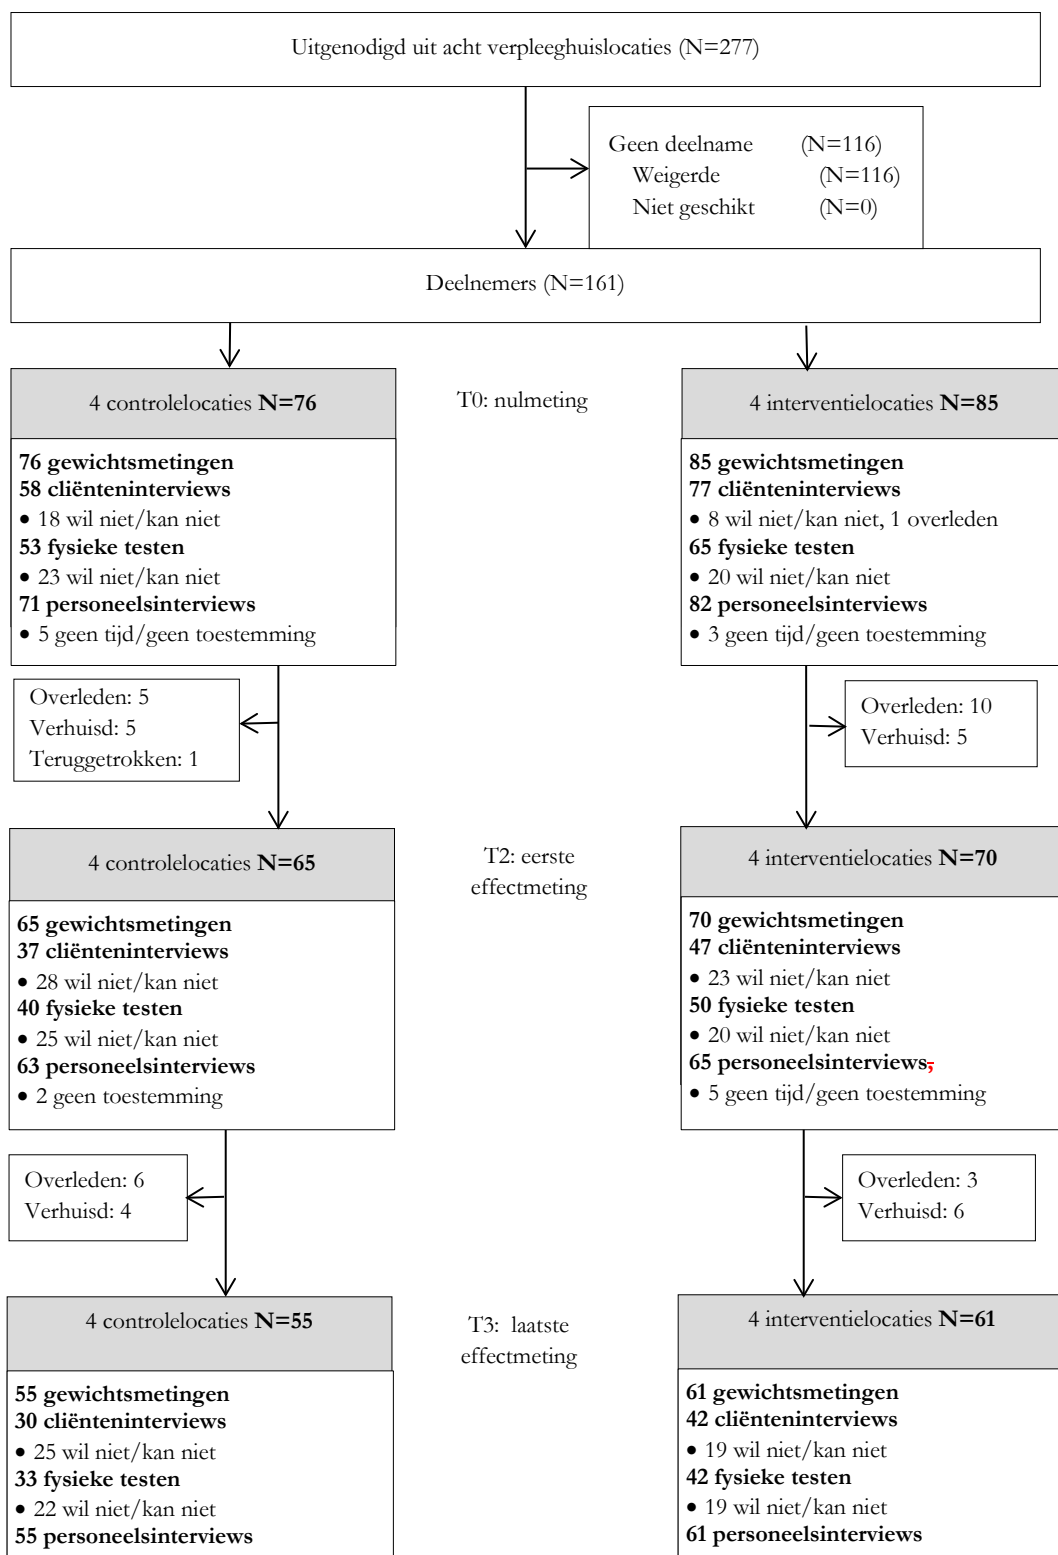 Uitgenodigd uit acht verpleeghuislocaties (N=277)
Geen deelname (N=116)
Weigerde (N=116)
Niet geschikt (N=0)
Deelnemers (N=161)
4 controlelocaties N=76
T0: nulmeting
4 interventielocaties N=85
76 gewichtsmetingen
58 cliënteninterviews
• 18 wil niet/kan niet
53 fysieke testen
• 23 wil niet/kan niet
71 personeelsinterviews
• 5 geen tijd/geen toestemming
85 gewichtsmetingen
77 cliënteninterviews
• 8 wil niet/kan niet, 1 overleden
65 fysieke testen
• 20 wil niet/kan niet
82 personeelsinterviews
• 3 geen tijd/geen toestemming
Overleden: 5
Verhuisd: 5
Teruggetrokken: 1
Overleden: 10
Verhuisd: 5
4 controlelocaties N=65
T2: eerste
effectmeting
4 interventielocaties N=70
65 gewichtsmetingen
37 cliënteninterviews
• 28 wil niet/kan niet
40 fysieke testen
• 25 wil niet/kan niet
63 personeelsinterviews
• 2 geen toestemming
70 gewichtsmetingen
47 cliënteninterviews
• 23 wil niet/kan niet
50 fysieke testen
• 20 wil niet/kan niet
65 personeelsinterviews,
• 5 geen tijd/geen toestemming
Overleden: 6
Verhuisd: 4
Overleden: 3
Verhuisd: 6
4 controlelocaties N=55
T3: laatste
effectmeting
4 interventielocaties N=61
55 gewichtsmetingen
30 cliënteninterviews
• 25 wil niet/kan niet
33 fysieke testen
• 22 wil niet/kan niet
55 personeelsinterviews
61 gewichtsmetingen
42 cliënteninterviews
• 19 wil niet/kan niet
42 fysieke testen
• 19 wil niet/kan niet
61 personeelsinterviews